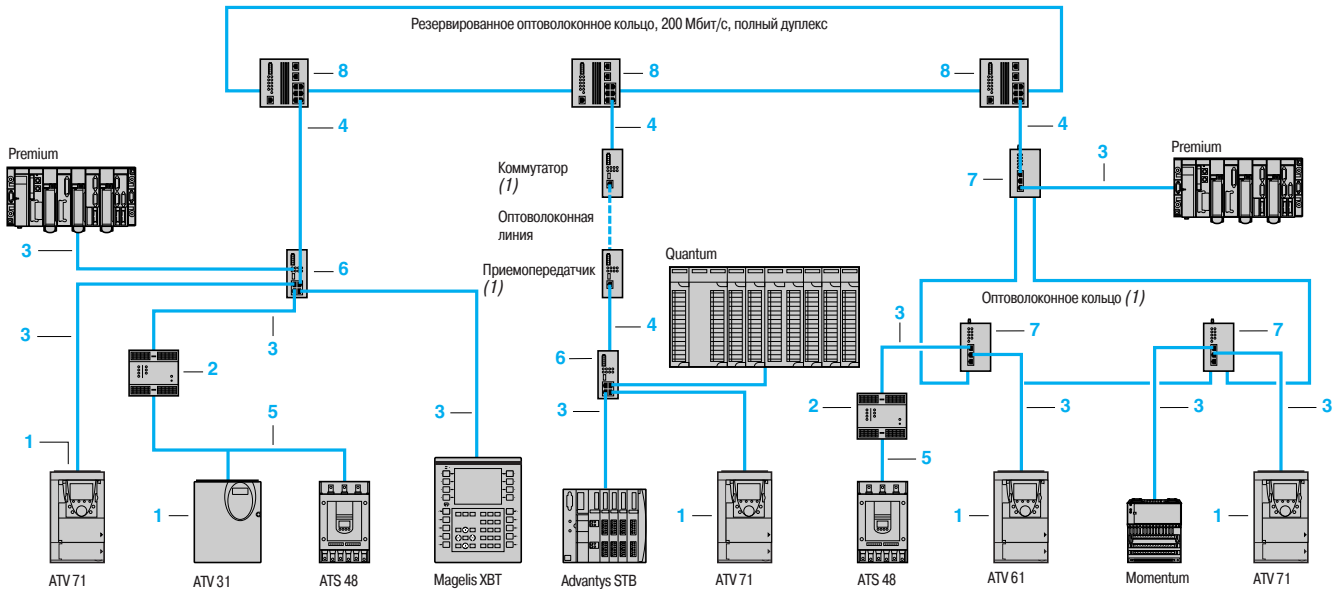 Резервированное оптоволоконное кольцо, 200 Мбит/с, полный дуплекс
8
8
8
4
4
4
Premium
Коммутатор
(1)
7
3
Premium
Оптоволоконная
линия
3
6
Приемопередатчик
(1)
Quantum
Оптоволоконное кольцо (1)
3
3
4
3
7
7
2
6
3
5
3
2
3
3
3
1
5
1
1
1
1
ATV 71
ATV 31
ATS 48
Magelis XBT
Advantys STB
ATV 71
ATS 48
ATV 61
Momentum
ATV 71